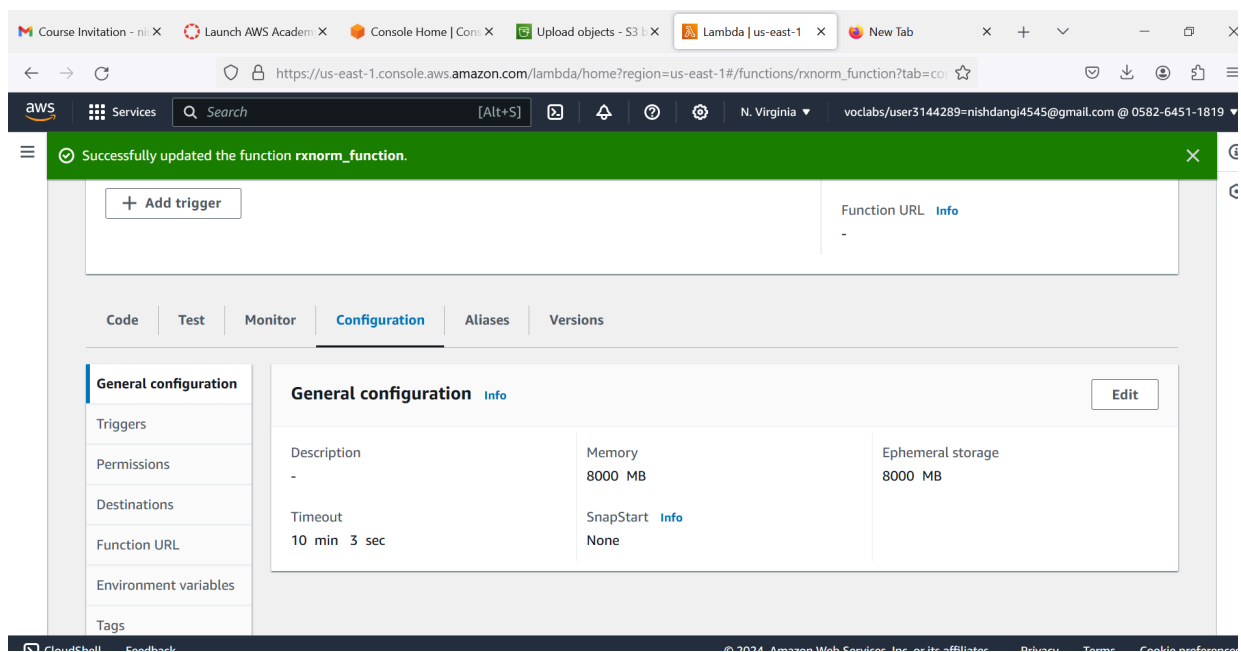 Course Invitation - ni
Launch AWS Academ
Console Home | Cons
Upload objects - S3 b
Lambda | us-east-1
New Tab
https://us-east-1.console.aws.amazon.com/lambda/home?region=us-east-1#/functions/rxnorm_function?tab=co
aws
Services
Search
[Alt+S]
N. Virginia
voclabs/user3144289=nishdangi4545@gmail.com @ 0582-6451-1819
Successfully updated the function rxnorm_function.
+ Add trigger
Function URL Info
-
Code
Test
Monitor
Configuration
Aliases
Versions
General configuration
Triggers
Permissions
Destinations
Function URL
Environment variables
Tags
General configuration Info
Edit
Description
-
Memory
8000 MB
Ephemeral storage
8000 MB
Timeout
10 min 3 sec
SnapStart Info
None
CloudShell Feedback
© 2024, Amazon Web Services, Inc. or its affiliates. Privacy Terms Cookie preferences